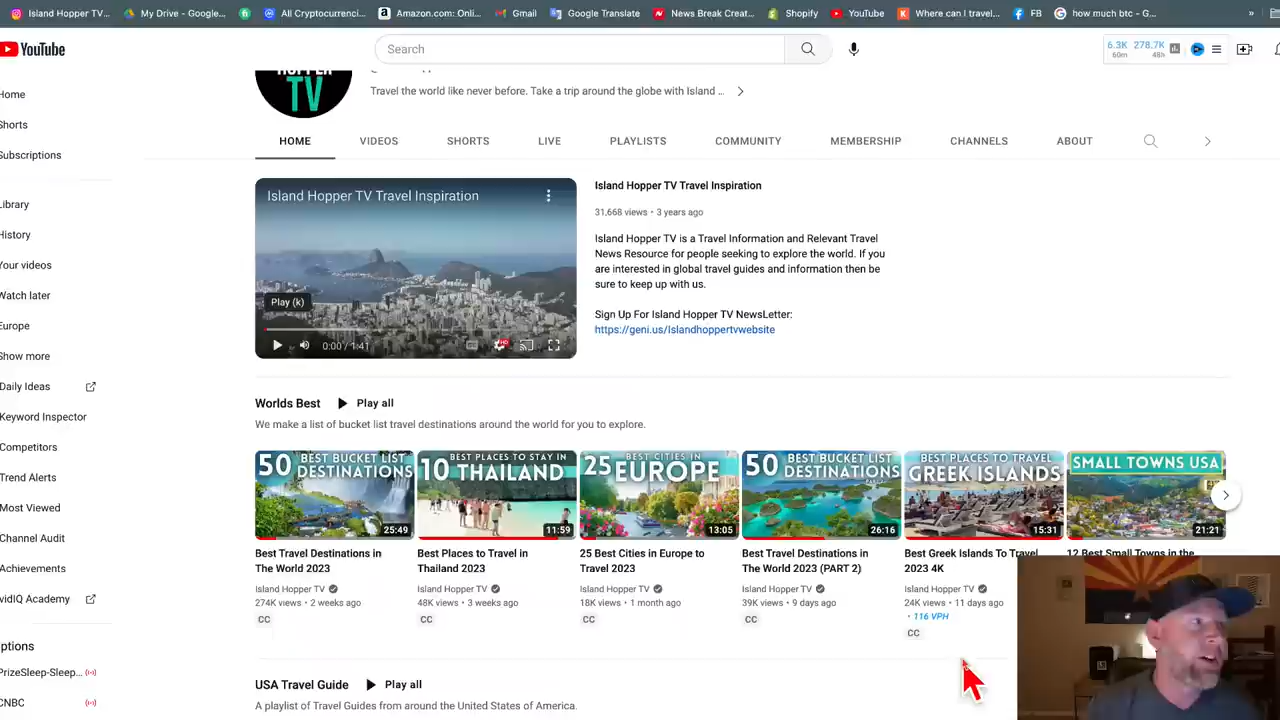 Island Hopper TV...
My Drive - Google...
All Cryptocurrenci...
Amazon.com: Onli...
Gmail
Google Translate
News Break Creat...
Shopify
YouTube
Where can I travel...
FB
how much btc - G...
»
YouTube
Search
6.3K 278.7K
60m 48h
HOPPER
TV
Travel the world like never before. Take a trip around the globe with Island ...
Home
Shorts
Subscriptions
Library
History
Your videos
Watch later
Europe
Show more
Daily Ideas
Keyword Inspector
Competitors
Trend Alerts
Most Viewed
Channel Audit
Achievements
vidIQ Academy
ptions
PrizeSleep-Sleep...
CNBC
HOME VIDEOS SHORTS LIVE PLAYLISTS COMMUNITY MEMBERSHIP CHANNELS ABOUT
Island Hopper TV Travel Inspiration
Play (k)
0:00 / 1:41
HD
Island Hopper TV Travel Inspiration
31,668 views • 3 years ago
Island Hopper TV is a Travel Information and Relevant Travel
News Resource for people seeking to explore the world. If you
are interested in global travel guides and information then be
sure to keep up with us.
Sign Up For Island Hopper TV NewsLetter:
https://geni.us/Islandhoppertvwebsite
Worlds Best Play all
We make a list of bucket list travel destinations around the world for you to explore.
50 BEST BUCKET LIST
DESTINATIONS
25:49
Best Travel Destinations in
The World 2023
Island Hopper TV
274K views • 2 weeks ago
CC
BEST PLACES TO STAY IN
10 THAILAND
11:59
Best Places to Travel in
Thailand 2023
Island Hopper TV
48K views • 3 weeks ago
CC
BEST CITIES IN
25 EUROPE
13:05
25 Best Cities in Europe to
Travel 2023
Island Hopper TV
18K views • 1 month ago
CC
50 BEST BUCKET LIST
DESTINATIONS
PART 2
26:16
Best Travel Destinations in
The World 2023 (PART 2)
Island Hopper TV
39K views • 9 days ago
CC
BEST PLACES TO TRAVEL
GREEK ISLANDS
15:31
Best Greek Islands To Travel
2023 4K
Island Hopper TV
24K views • 11 days ago
• 116 VPH
CC
SMALL TOWNS USA
21:21
12 Best Small Towns in the
USA Travel Guide Play all
A playlist of Travel Guides from around the United States of America.